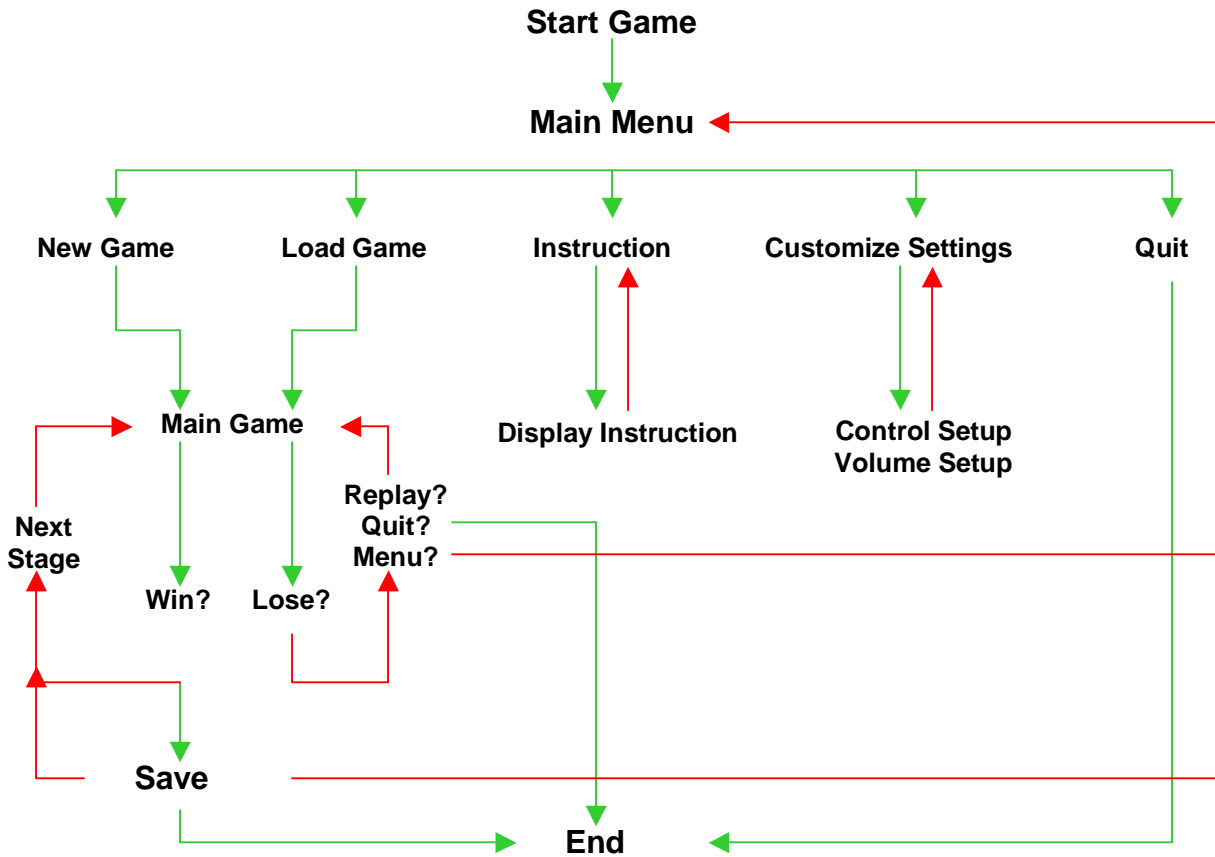 Start Game
Main Menu
New Game
Load Game
Instruction
Customize Settings
Quit
Main Game
Display Instruction
Control Setup
Volume Setup
Replay?
Quit?
Menu?
Next
Stage
Win?
Lose?
Save
End